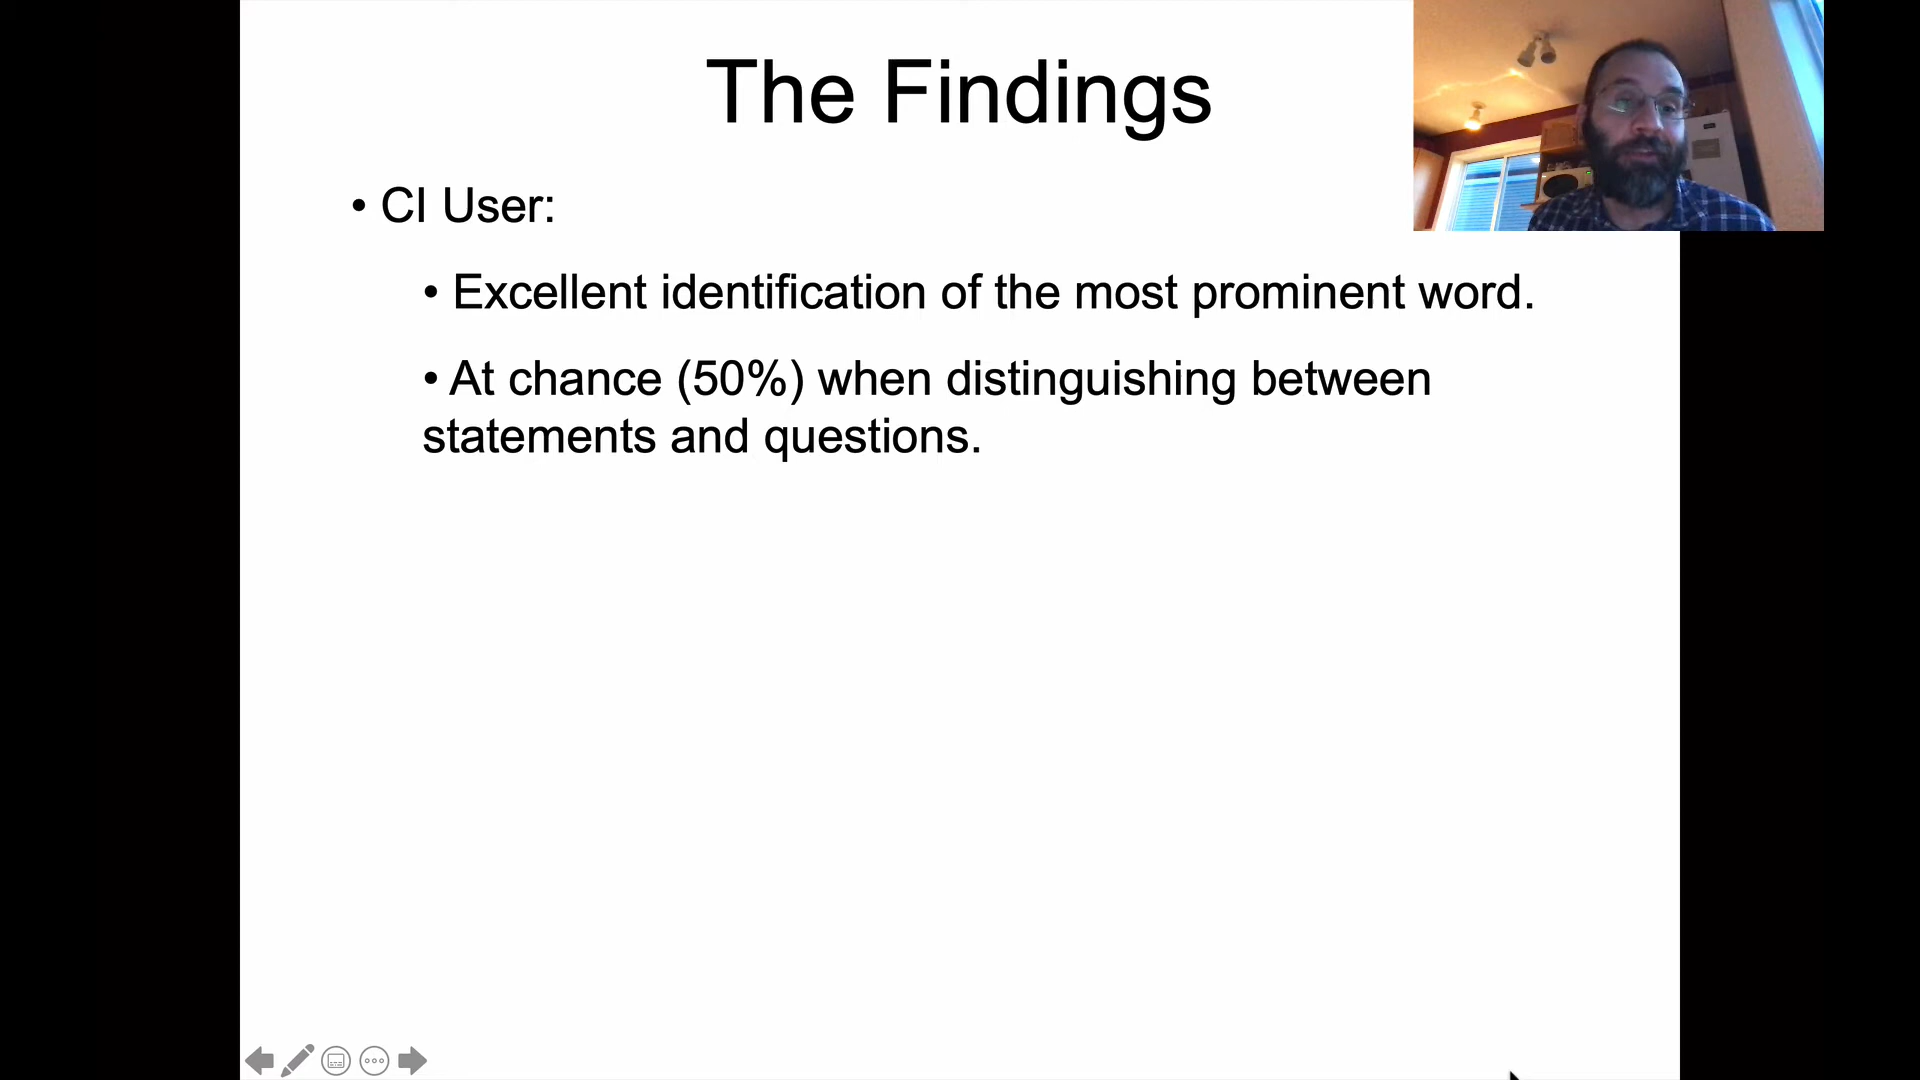 The Findings
• CI User:
• Excellent identification of the most prominent word.
• At chance (50%) when distinguishing between
statements and questions.